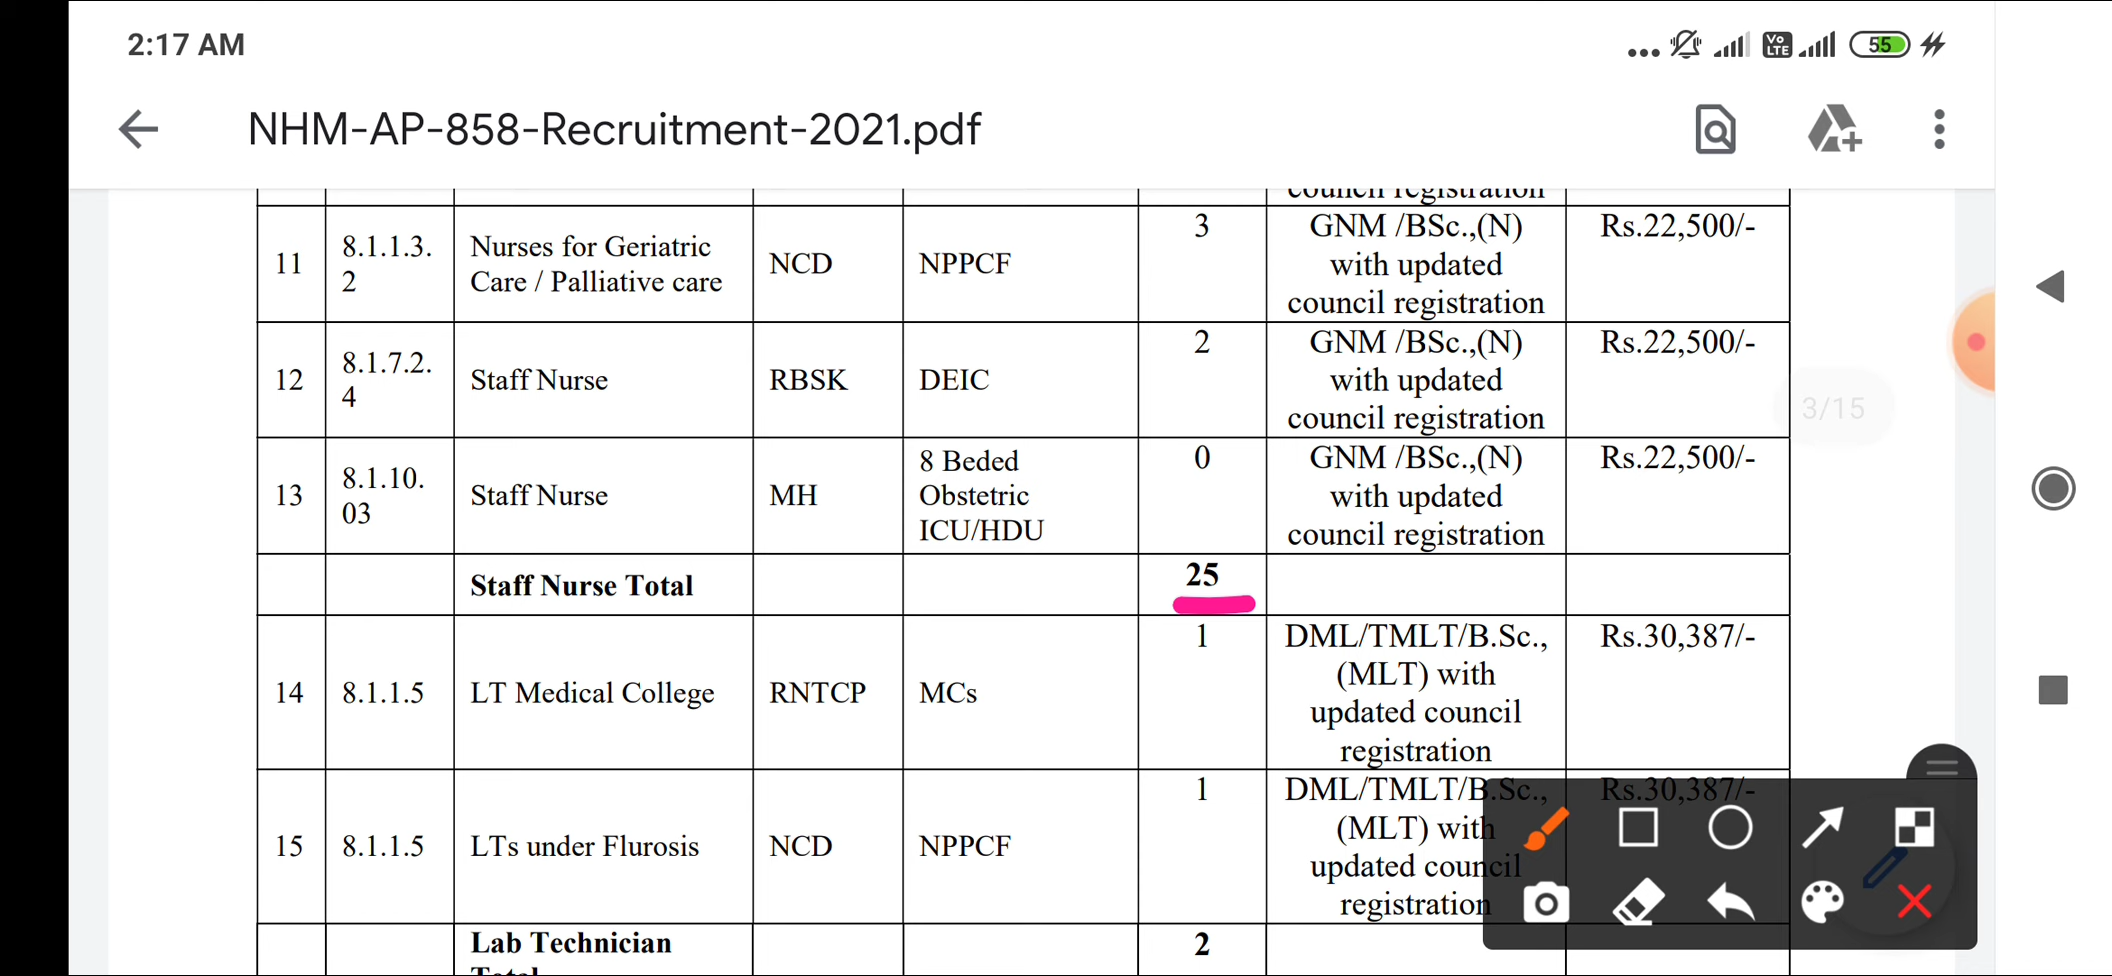 2:17 AM
Vo LTE
55
NHM-AP-858-Recruitment-2021.pdf
council registration
11
8.1.1.3.
2
Nurses for Geriatric
Care / Palliative care
NCD
NPPCF
3
GNM /BSc.,(N)
with updated
council registration
Rs.22,500/-
12
8.1.7.2.
4
Staff Nurse
RBSK
DEIC
2
GNM /BSc.,(N)
with updated
council registration
Rs.22,500/-
3/15
13
8.1.10.
03
Staff Nurse
MH
8 Beded
Obstetric
ICU/HDU
0
GNM /BSc.,(N)
with updated
council registration
Rs.22,500/-
Staff Nurse Total
25
14
8.1.1.5
LT Medical College
RNTCP
MCs
1
DML/TMLT/B.Sc.,
(MLT) with
updated council
registration
Rs.30,387/-
15
8.1.1.5
LTs under Flurosis
NCD
NPPCF
1
DML/TMLT/B.Sc.,
(MLT) with
updated council
registration
Rs.30,387/-
Lab Technician
Total
2